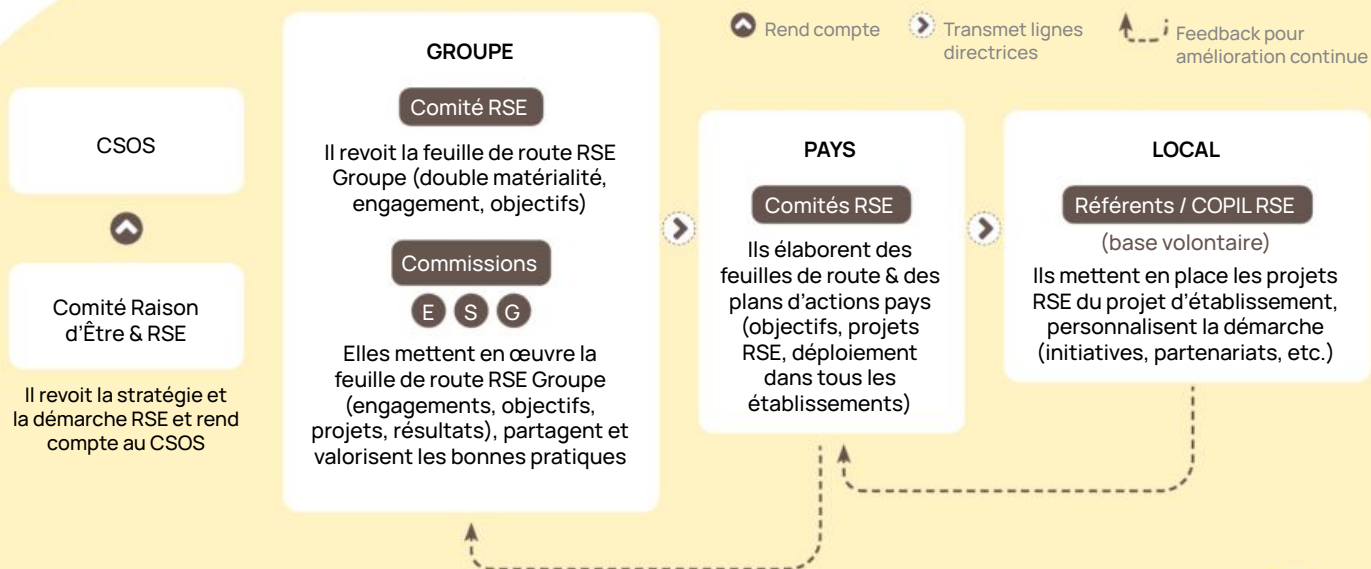 Rend compte
Transmet lignes
directrices
Feedback pour
amélioration continue
CSOS
Comité Raison
d'Être & RSE
Il revoit la stratégie et
la démarche RSE et rend
compte au CSOS
GROUPE
Comité RSE
Il revoit la feuille de route RSE
Groupe (double matérialité,
engagement, objectifs)
Commissions
E S G
Elles mettent en œuvre la
feuille de route RSE Groupe
(engagements, objectifs,
projets, résultats), partagent et
valorisent les bonnes pratiques
PAYS
Comités RSE
Ils élaborent des
feuilles de route & des
plans d'actions pays
(objectifs, projets
RSE, déploiement
dans tous les
établissements)
LOCAL
Référents / COPIL RSE
(base volontaire)
Ils mettent en place les projets
RSE du projet d'établissement,
personnalisent la démarche
(initiatives, partenariats, etc.)